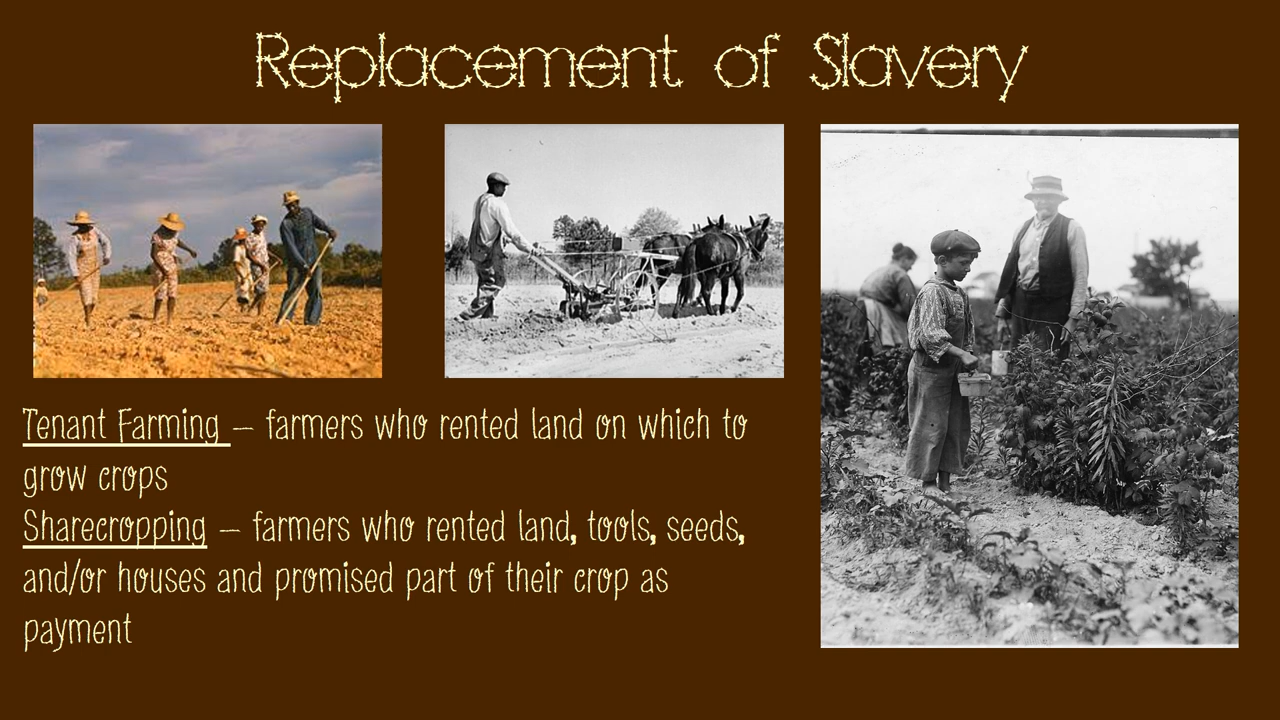 Replacement of Slavery
Tenant Farming – farmers who rented land on which to
grow crops
Sharecropping – farmers who rented land, tools, seeds,
and/or houses and promised part of their crop as
payment